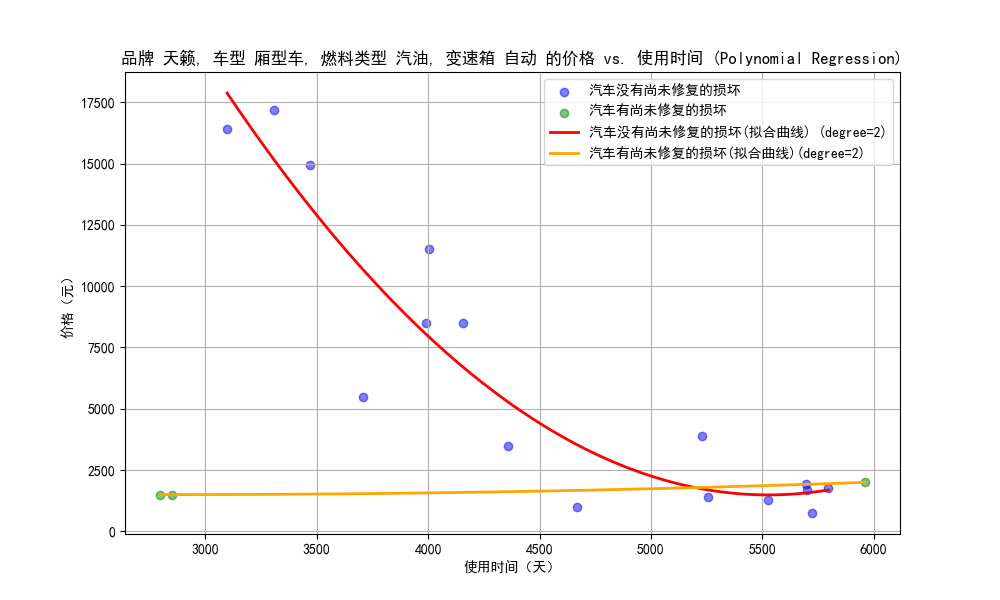 品牌 天籁, 车型 厢型车, 燃料类型 汽油, 变速箱 自动 的价格 vs. 使用时间 (Polynomial Regression)
汽车没有尚未修复的损坏
汽车有尚未修复的损坏
汽车没有尚未修复的损坏(拟合曲线) (degree=2)
汽车有尚未修复的损坏(拟合曲线)(degree=2)
价格（元）
17500
15000
12500
10000
7500
5000
2500
0
3000 3500 4000 4500 5000 5500 6000
使用时间（天）